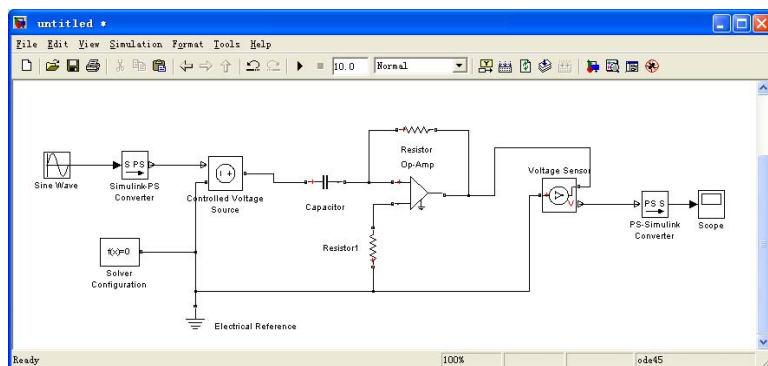 untitled *
File Edit View Simulation Format Tools Help
10.0 Normal
Resistor
Op-Amp
S PS
Sine Wave
Simulink-PS
Converter
Controlled Voltage
Source
Capacitor
Voltage Sensor
V
PS S
PS-Simulink
Converter
Scope
Resistor1
f(x)=0
Solver
Configuration
Electrical Reference
Ready 100% ode45